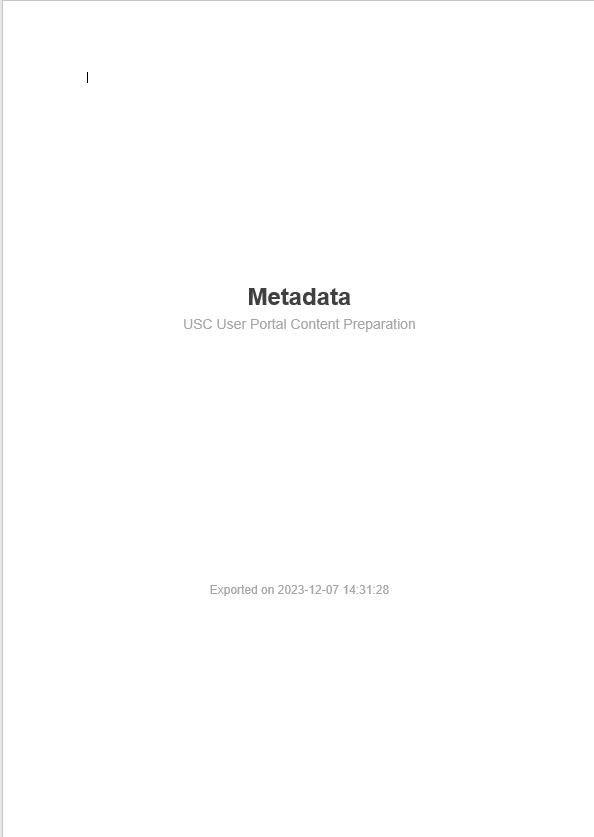 Metadata
USC User Portal Content Preparation
Exported on 2023-12-07 14:31:28